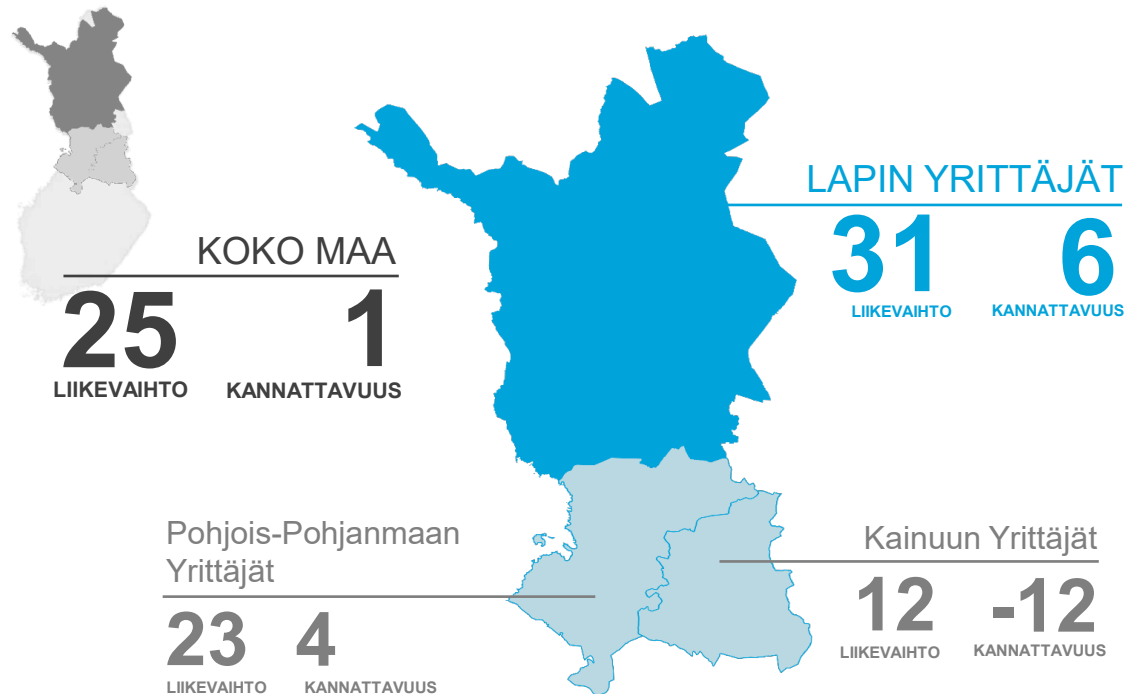 LAPIN YRITTÄJÄT
31 6
LIIKEVAIHTO KANNATTAVUUS
KOKO MAA
25 1
LIIKEVAIHTO KANNATTAVUUS
Pohjois-Pohjanmaan
Yrittäjät
23 4
LIIKEVAIHTO KANNATTAVUUS
Kainuun Yrittäjät
12 -12
LIIKEVAIHTO KANNATTAVUUS